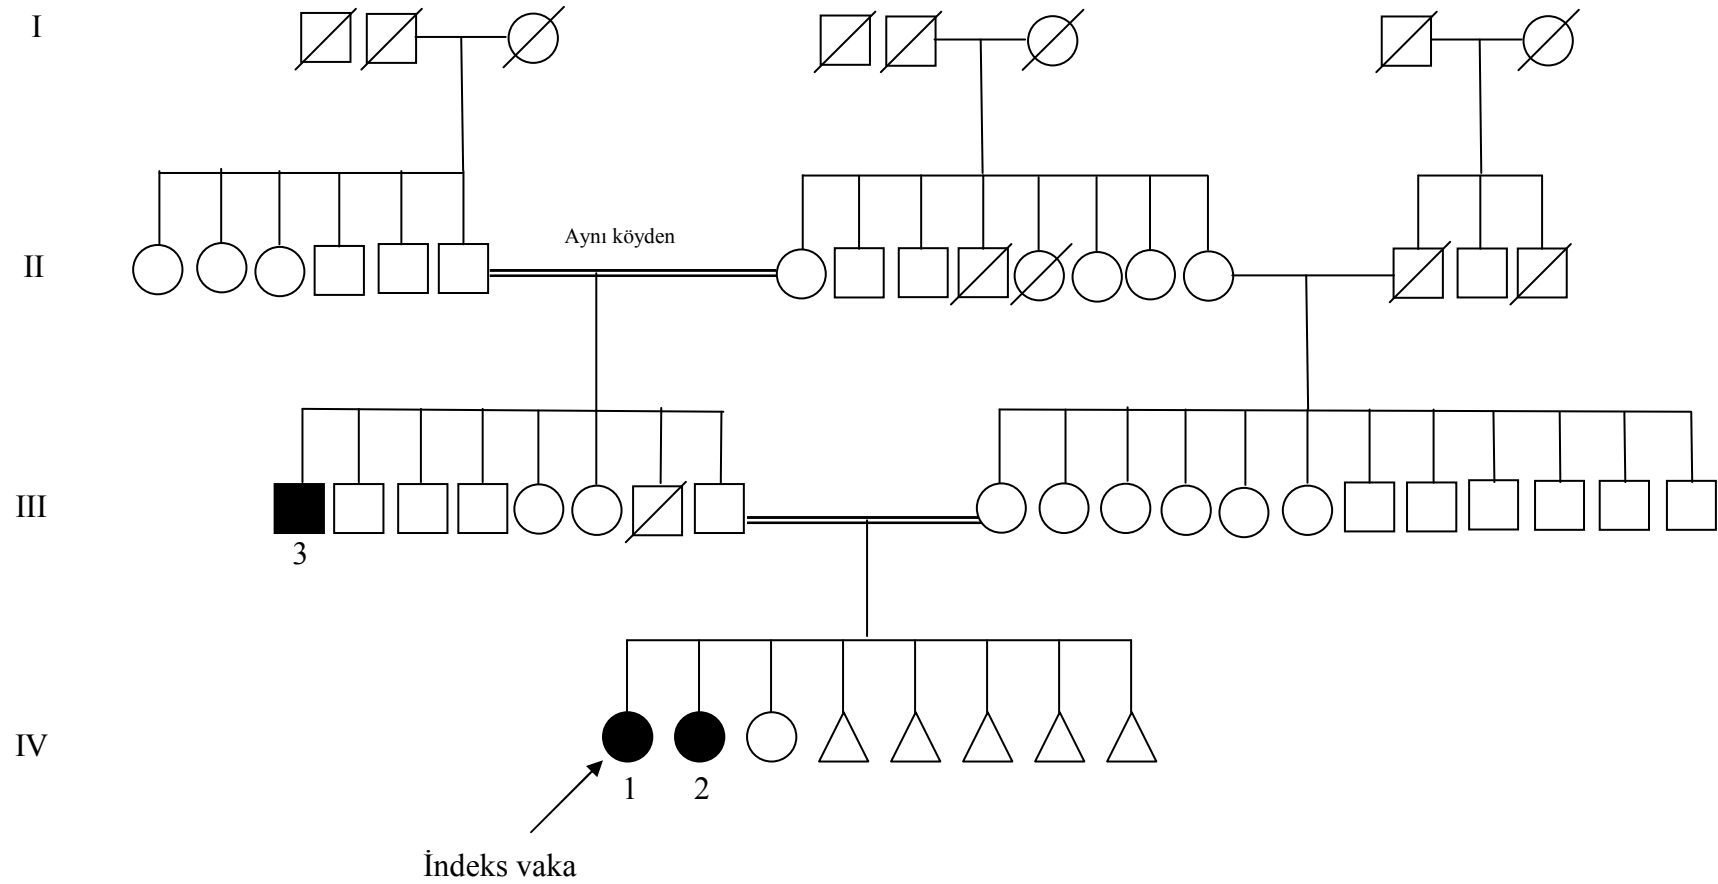 I
Aynı köyden
II
III
3
IV
1
2
İndeks vaka